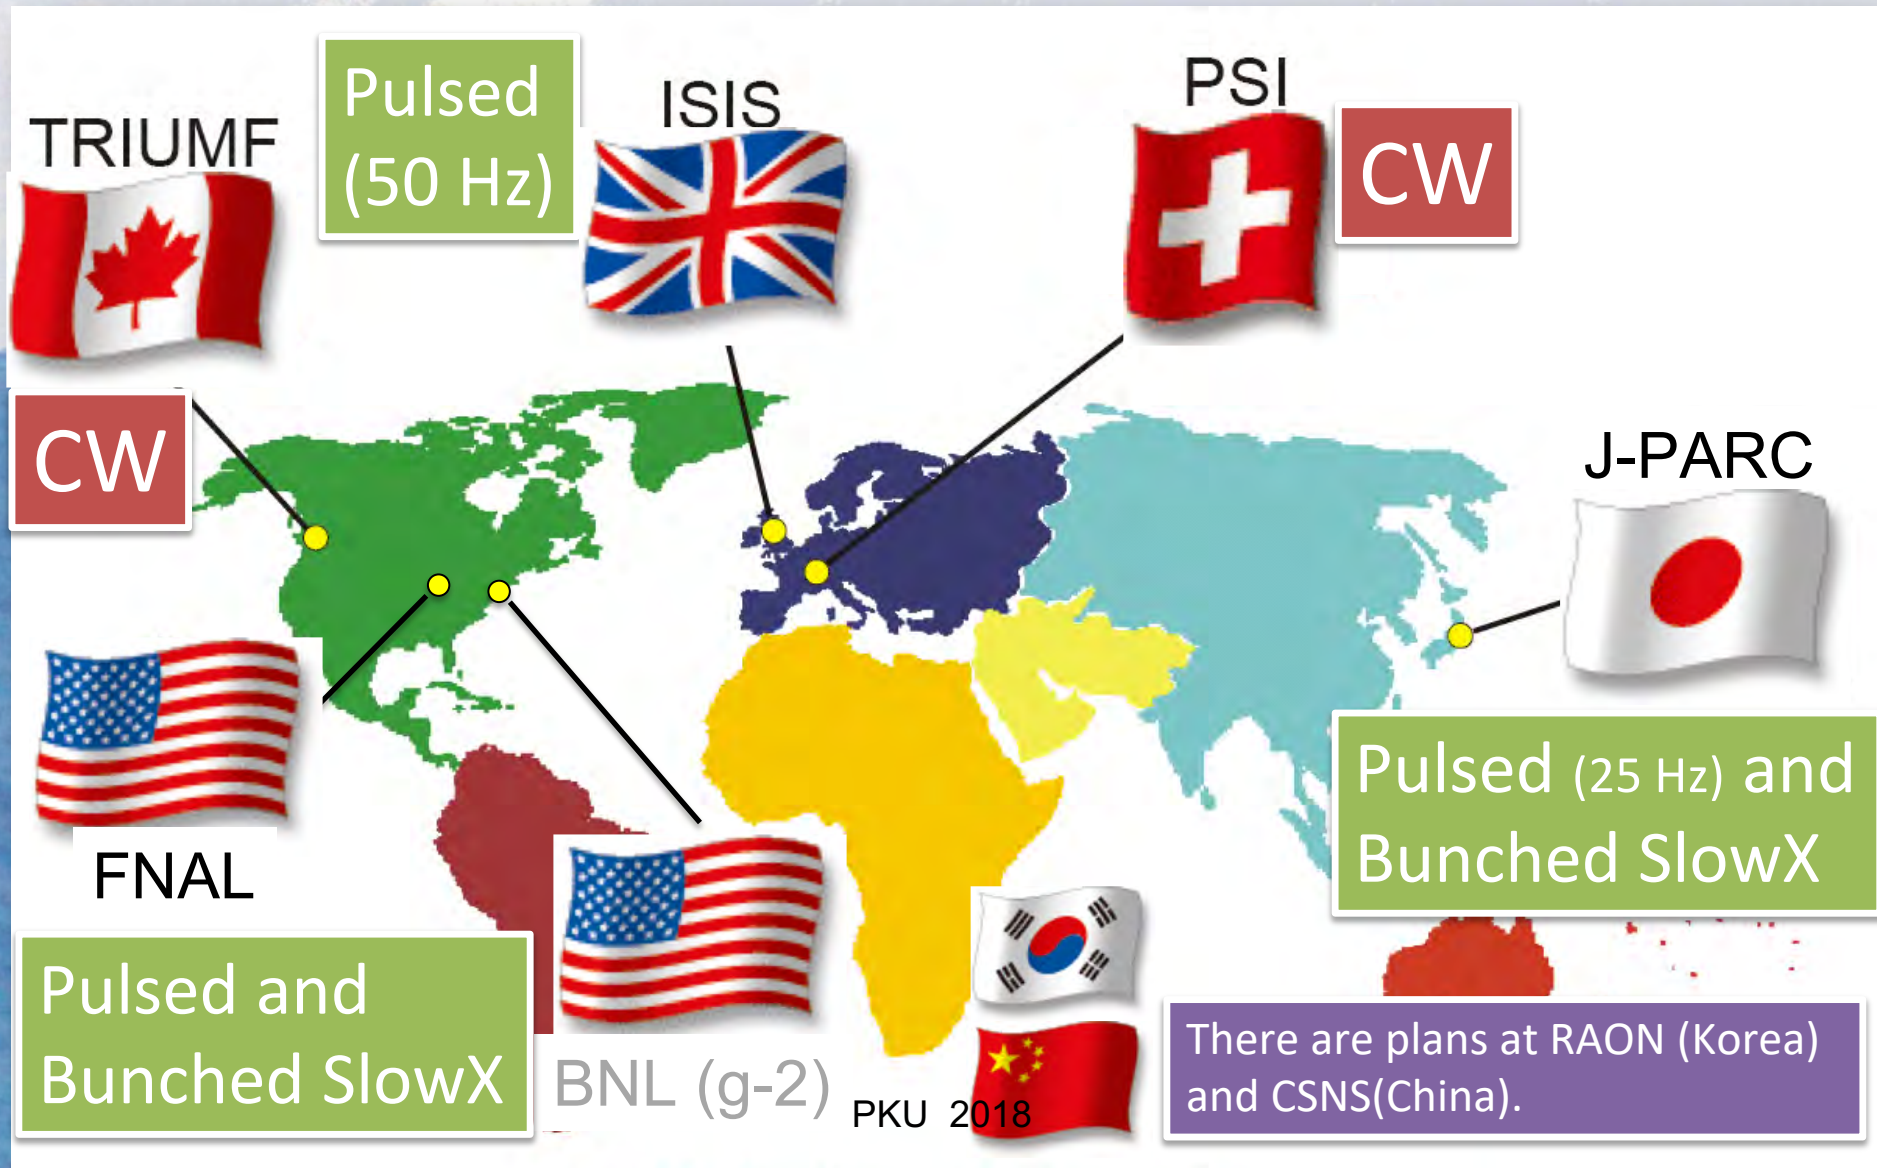 TRIUMF
CW
Pulsed
(50 Hz)
ISIS
PSI
CW
J-PARC
Pulsed (25 Hz) and
Bunched SlowX
FNAL
Pulsed and
Bunched SlowX
BNL (g-2)
PKU 2018
There are plans at RAON (Korea)
and CSNS(China).